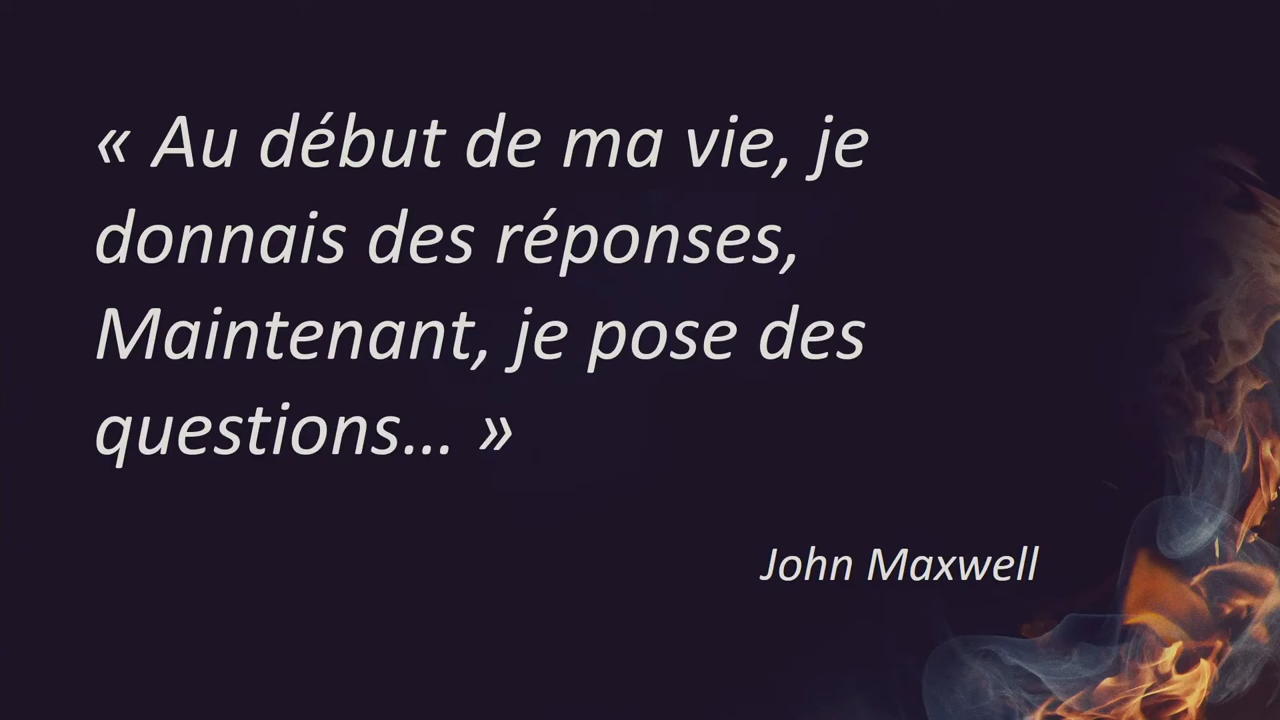 « Au début de ma vie, je
donnais des réponses,
Maintenant, je pose des
questions… »
John Maxwell